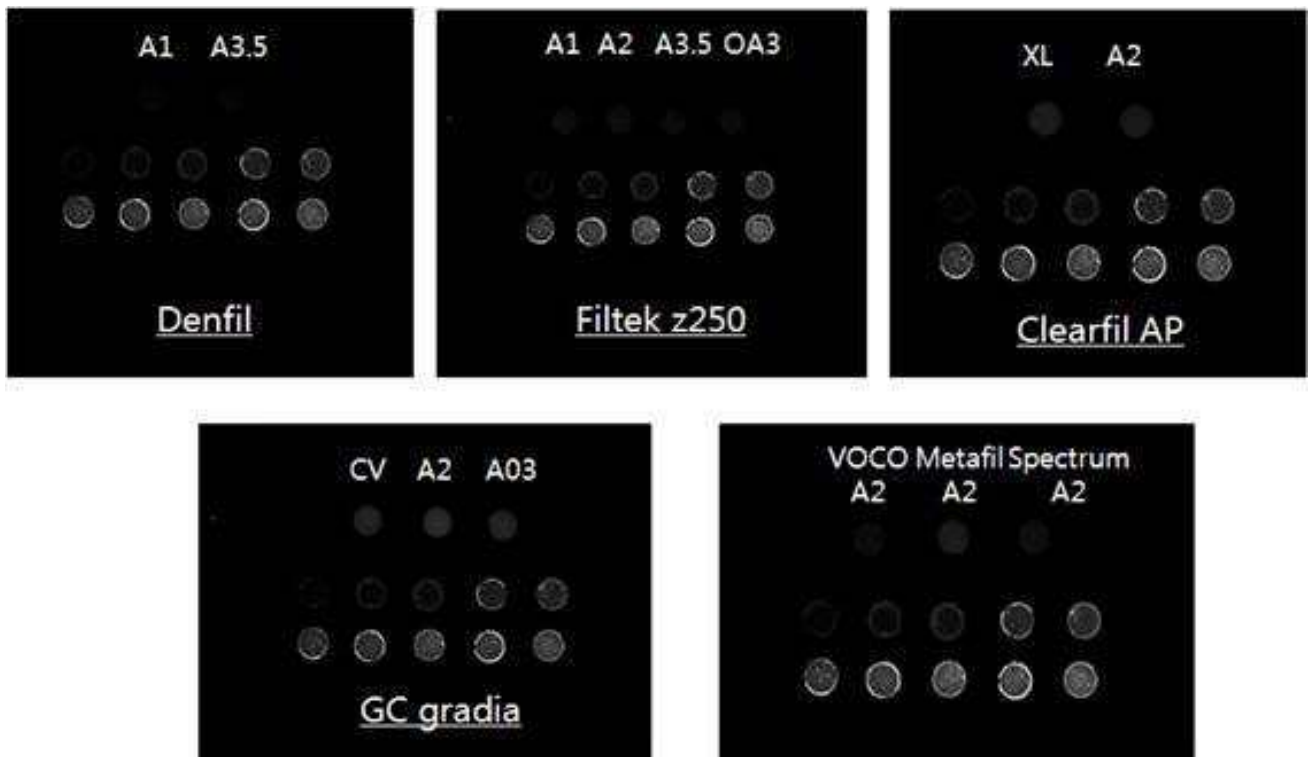 A1 A3.5
Denfil
A1 A2 A3.5 OA3
Filtek z250
XL A2
Clearfil AP
CV A2 A03
GC gradia
VOCO Metafil Spectrum
A2 A2 A2